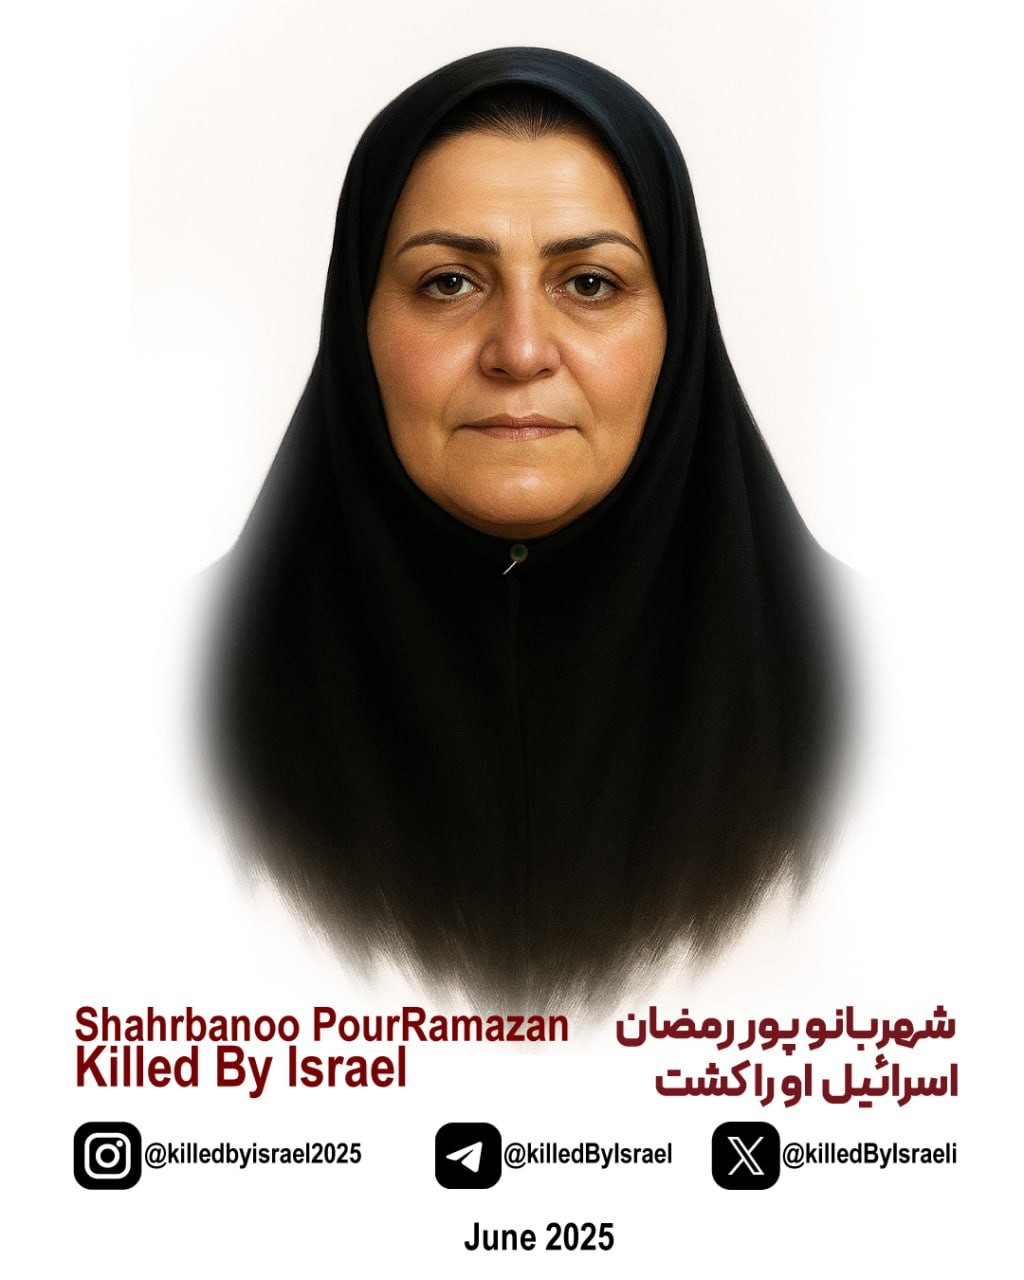 Shahrbanoo PourRamazan
Killed By Israel
شهربانو پور رمضان
اسرائیل او را کشت
@killedbyisrael2025
@killedByIsrael
@killedByIsraeli
June 2025